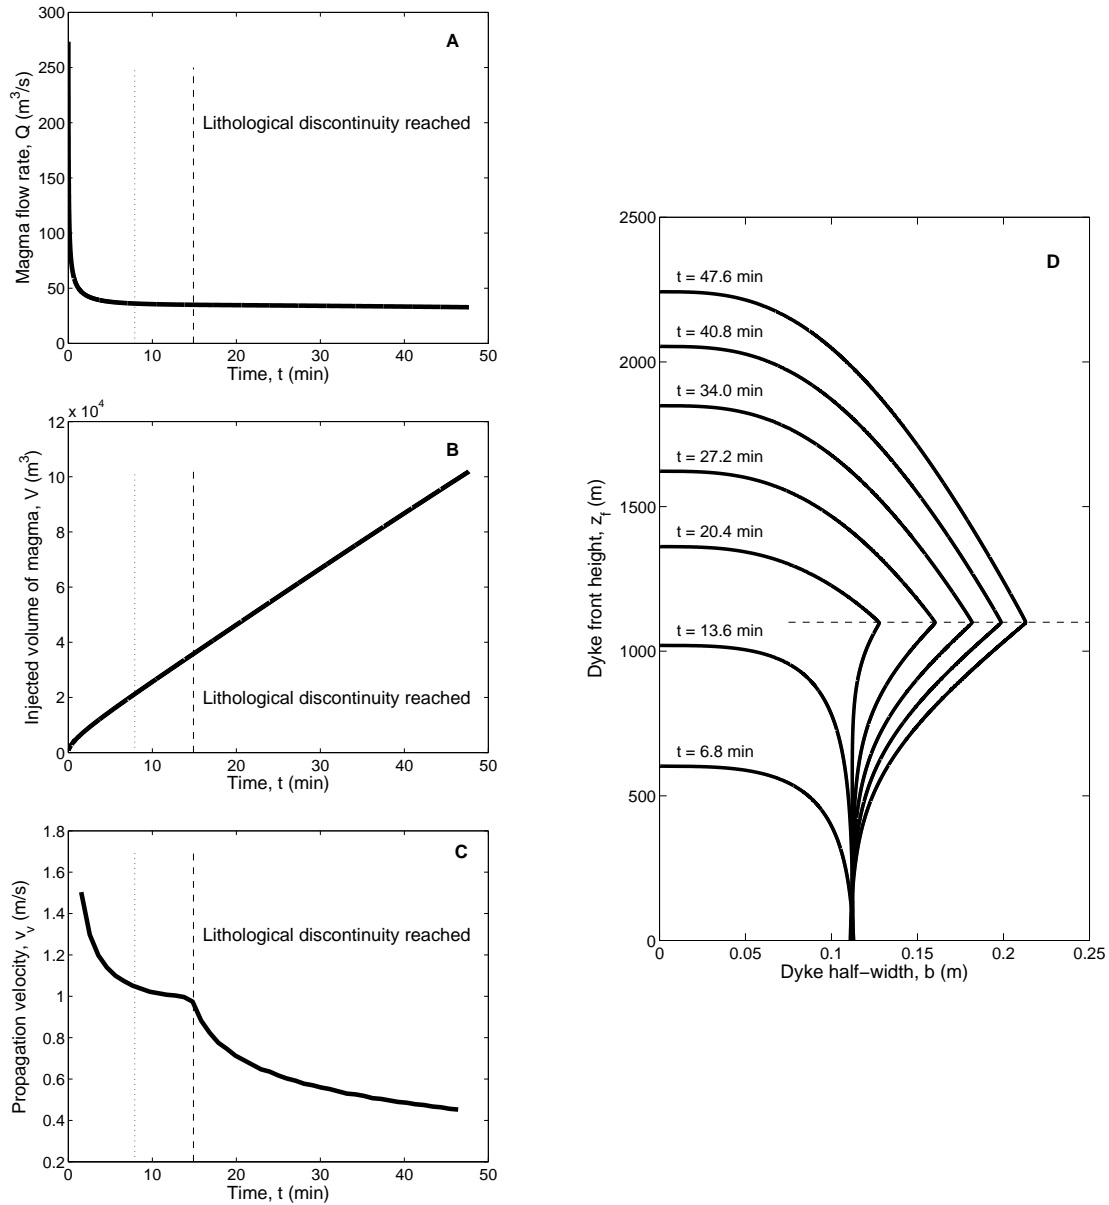 A
300
250
200
150
100
50
0
Magma flow rate, Q (m³/s)
Lithological discontinuity reached
0 10 20 30 40 50
Time, t (min)
x 10⁴
B
12
10
8
6
4
2
0
Injected volume of magma, V (m³)
Lithological discontinuity reached
0 10 20 30 40 50
Time, t (min)
C
1.8
1.6
1.4
1.2
1
0.8
0.6
0.4
0.2
Propagation velocity, v_v (m/s)
Lithological discontinuity reached
0 10 20 30 40 50
Time, t (min)
D
2500
2000
1500
1000
500
0
Dyke front height, z_f (m)
t = 47.6 min
t = 40.8 min
t = 34.0 min
t = 27.2 min
t = 20.4 min
t = 13.6 min
t = 6.8 min
0 0.05 0.1 0.15 0.2 0.25
Dyke half−width, b (m)